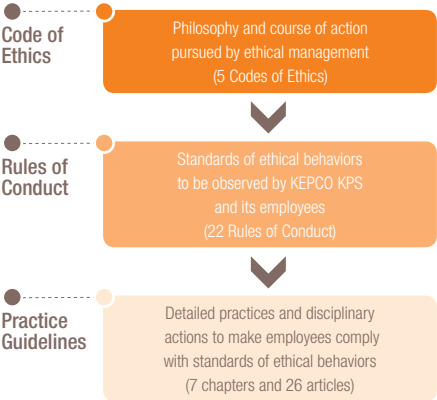 Code of
Ethics
Philosophy and course of action
pursued by ethical management
(5 Codes of Ethics)
Rules of
Conduct
Standards of ethical behaviors
to be observed by KEPCO KPS
and its employees
(22 Rules of Conduct)
Practice
Guidelines
Detailed practices and disciplinary
actions to make employees comply
with standards of ethical behaviors
(7 chapters and 26 articles)